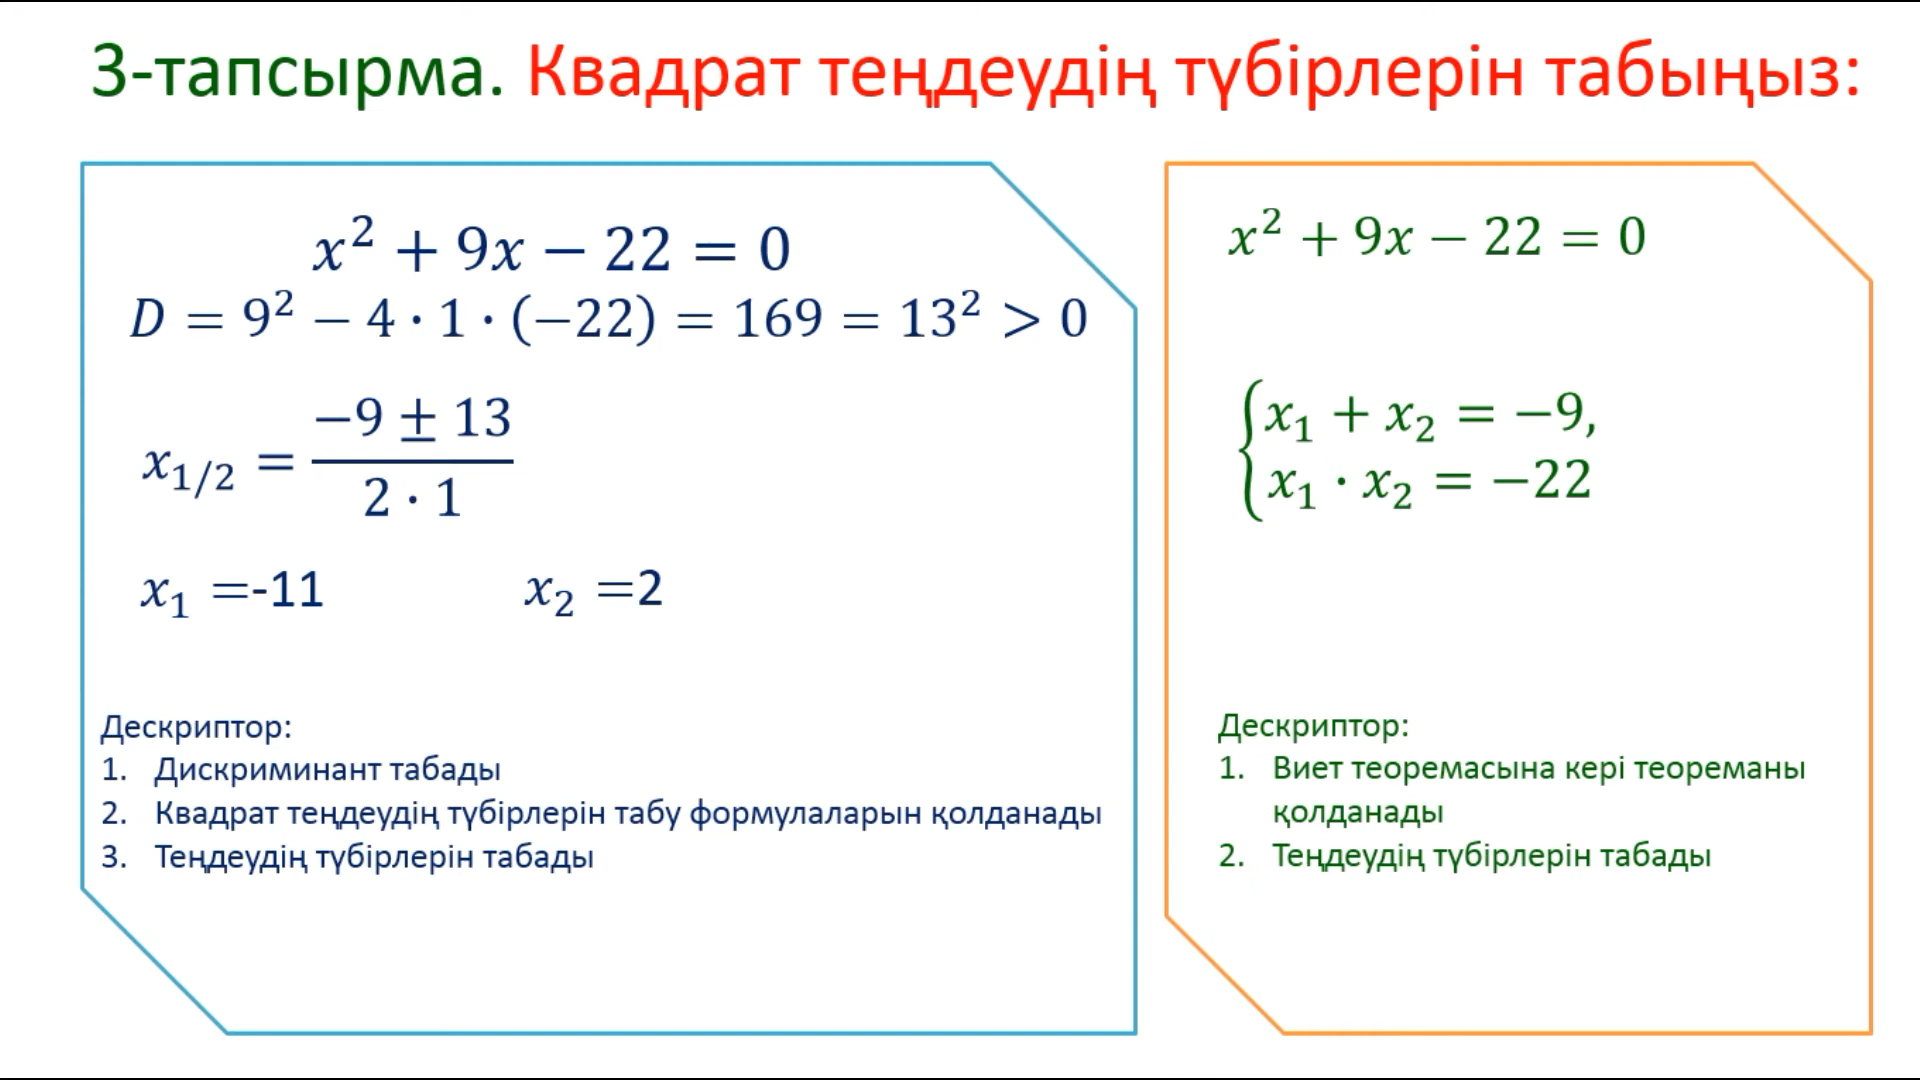 3-тапсырма. Квадрат теңдеудің түбірлерін табыңыз:
x² + 9x − 22 = 0
D = 9² − 4 · 1 · (−22) = 169 = 13² > 0
x₁/₂ = (−9 ± 13)/(2 · 1)
x₁ =-11 x₂ =2
Дескриптор:
1. Дискриминант табады
2. Квадрат теңдеудің түбірлерін табу формулаларын қолданады
3. Теңдеудің түбірлерін табады
x² + 9x − 22 = 0
{x₁ + x₂ = −9,
x₁ · x₂ = −22
Дескриптор:
1. Виет теоремасына кері теореманы
қолданады
2. Теңдеудің түбірлерін табады